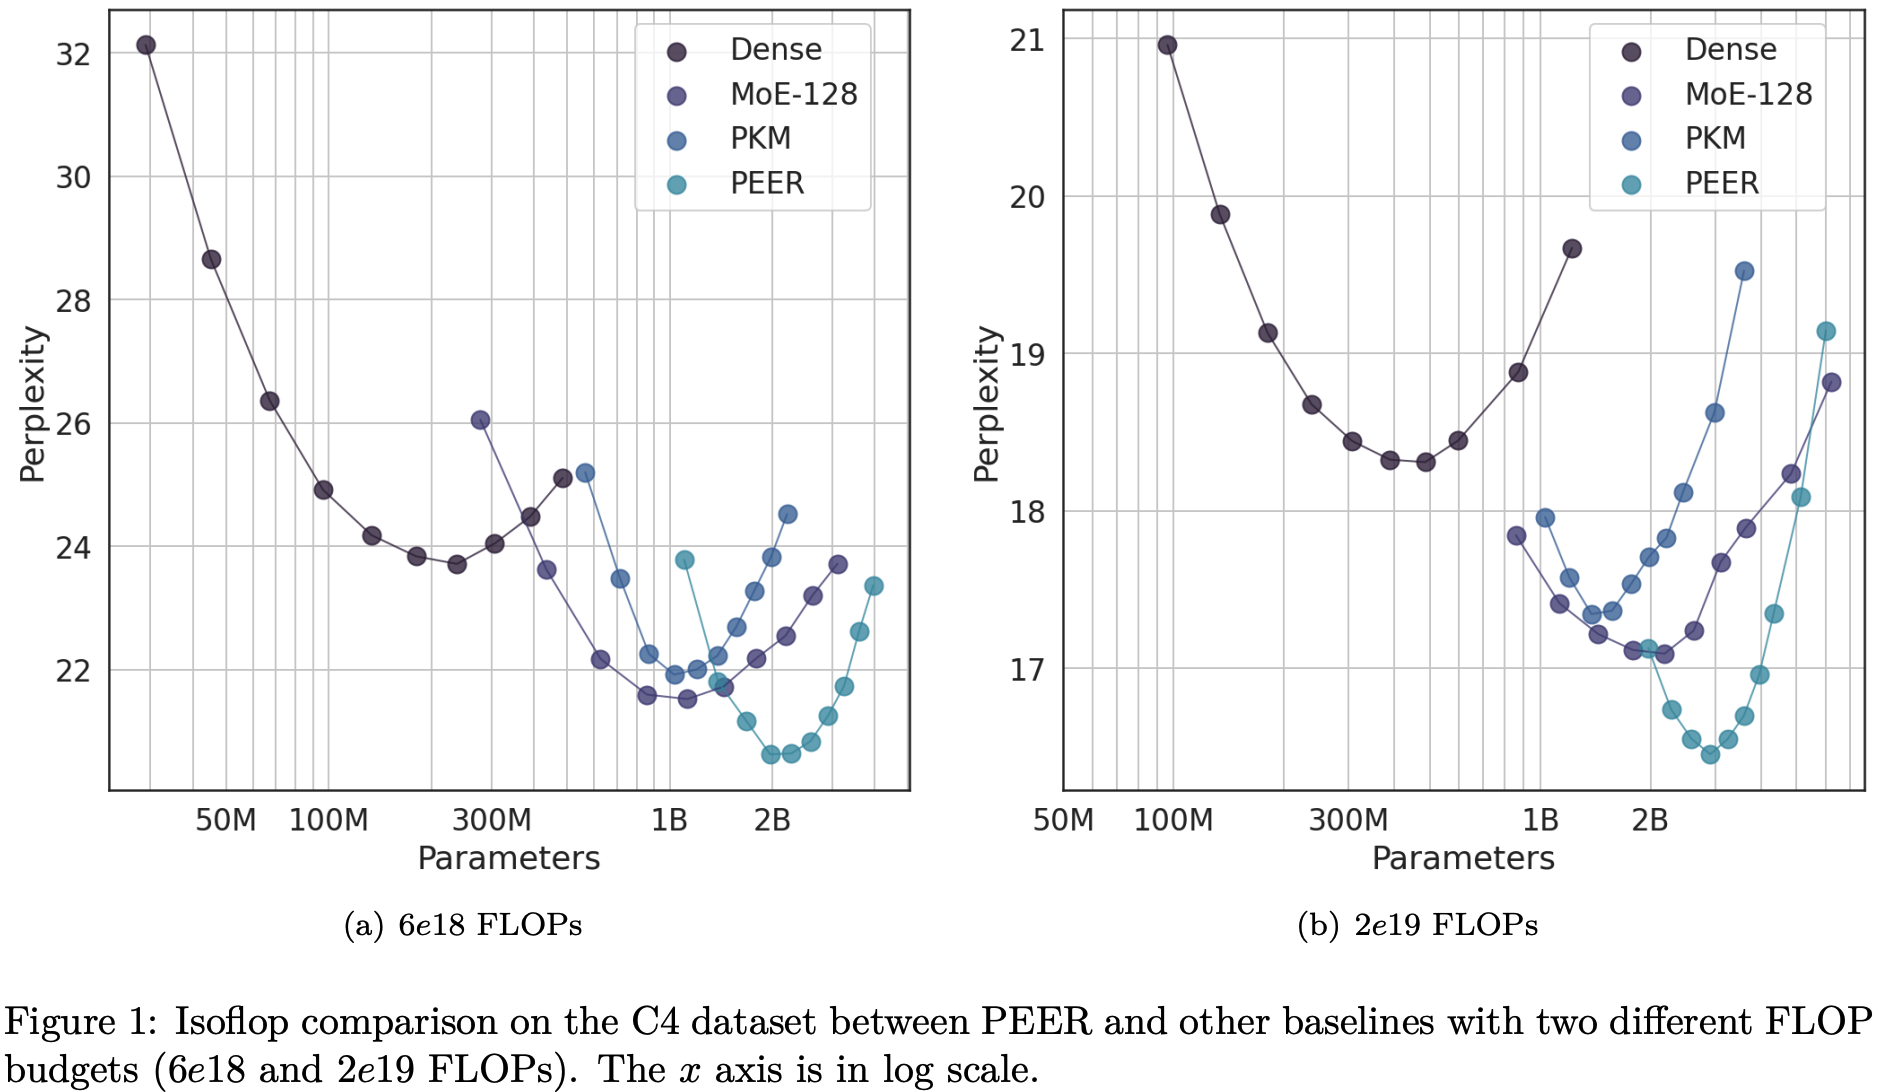 32
30
28
26
24
22
Perplexity
Dense
MoE-128
PKM
PEER
50M 100M 300M 1B 2B
Parameters
(a) 6e18 FLOPs
21
20
19
18
17
Perplexity
Dense
MoE-128
PKM
PEER
50M 100M 300M 1B 2B
Parameters
(b) 2e19 FLOPs
Figure 1: Isoflop comparison on the C4 dataset between PEER and other baselines with two different FLOP
budgets (6e18 and 2e19 FLOPs). The x axis is in log scale.